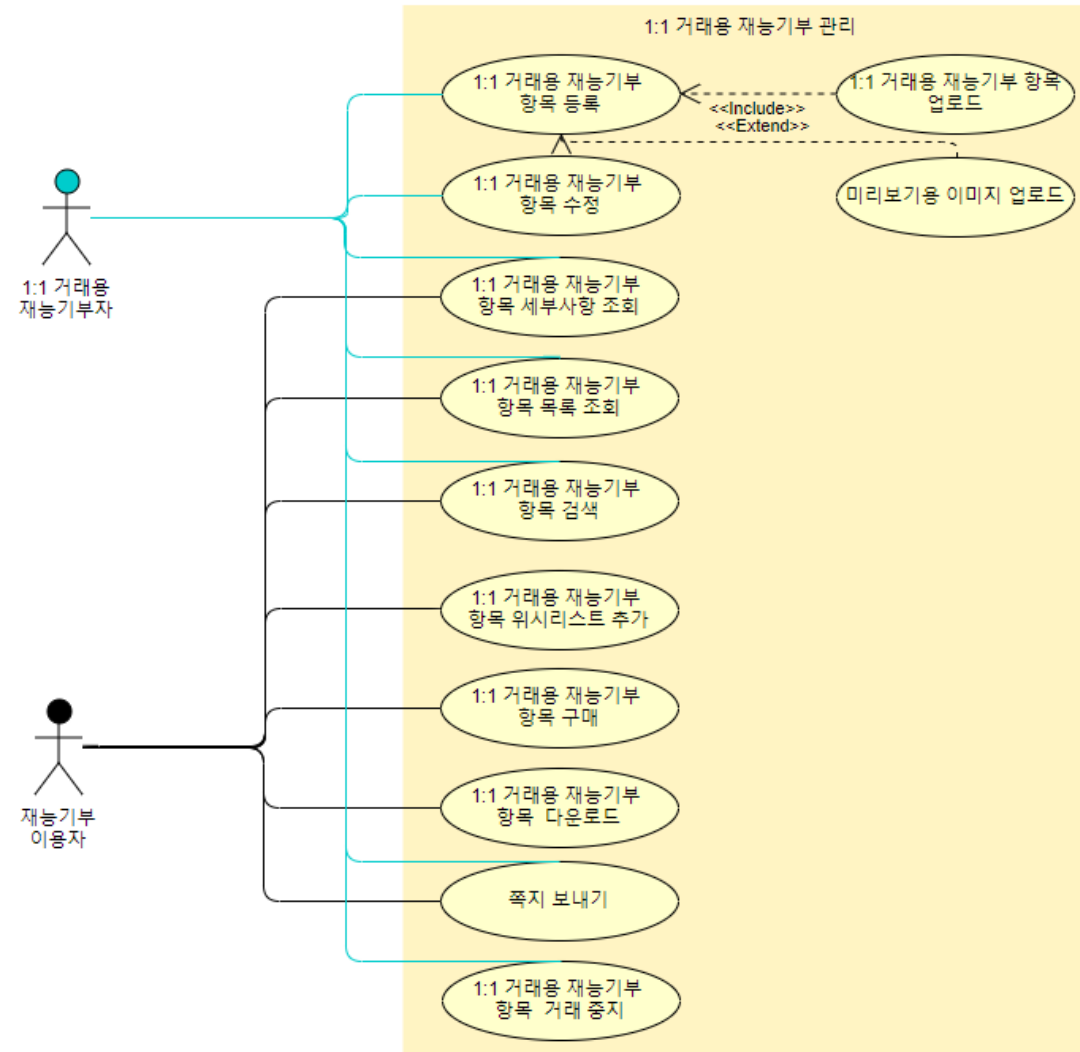 1:1 거래용 재능기부 관리
1:1 거래용 재능기부
항목 등록
1:1 거래용 재능기부 항목
업로드
<<Include>>
<<Extend>>
1:1 거래용 재능기부
항목 수정
미리보기용 이미지 업로드
1:1 거래용
재능기부자
1:1 거래용 재능기부
항목 세부사항 조회
1:1 거래용 재능기부
항목 목록 조회
1:1 거래용 재능기부
항목 검색
1:1 거래용 재능기부
항목 위시리스트 추가
1:1 거래용 재능기부
항목 구매
재능기부
이용자
1:1 거래용 재능기부
항목 다운로드
쪽지 보내기
1:1 거래용 재능기부
항목 거래 중지